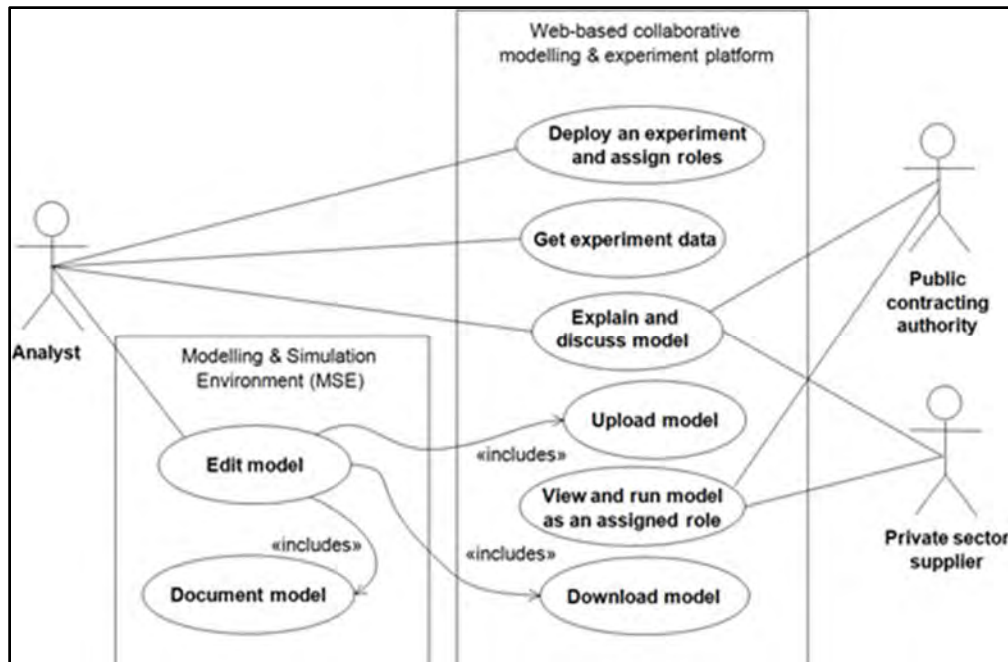 Web-based collaborative
modelling & experiment platform
Deploy an experiment
and assign roles
Get experiment data
Explain and
discuss model
Analyst
Public
contracting
authority
Modelling & Simulation
Environment (MSE)
Upload model
«includes»
Edit model
View and run model
as an assigned role
«includes»
«includes»
Document model
Download model
Private sector
supplier